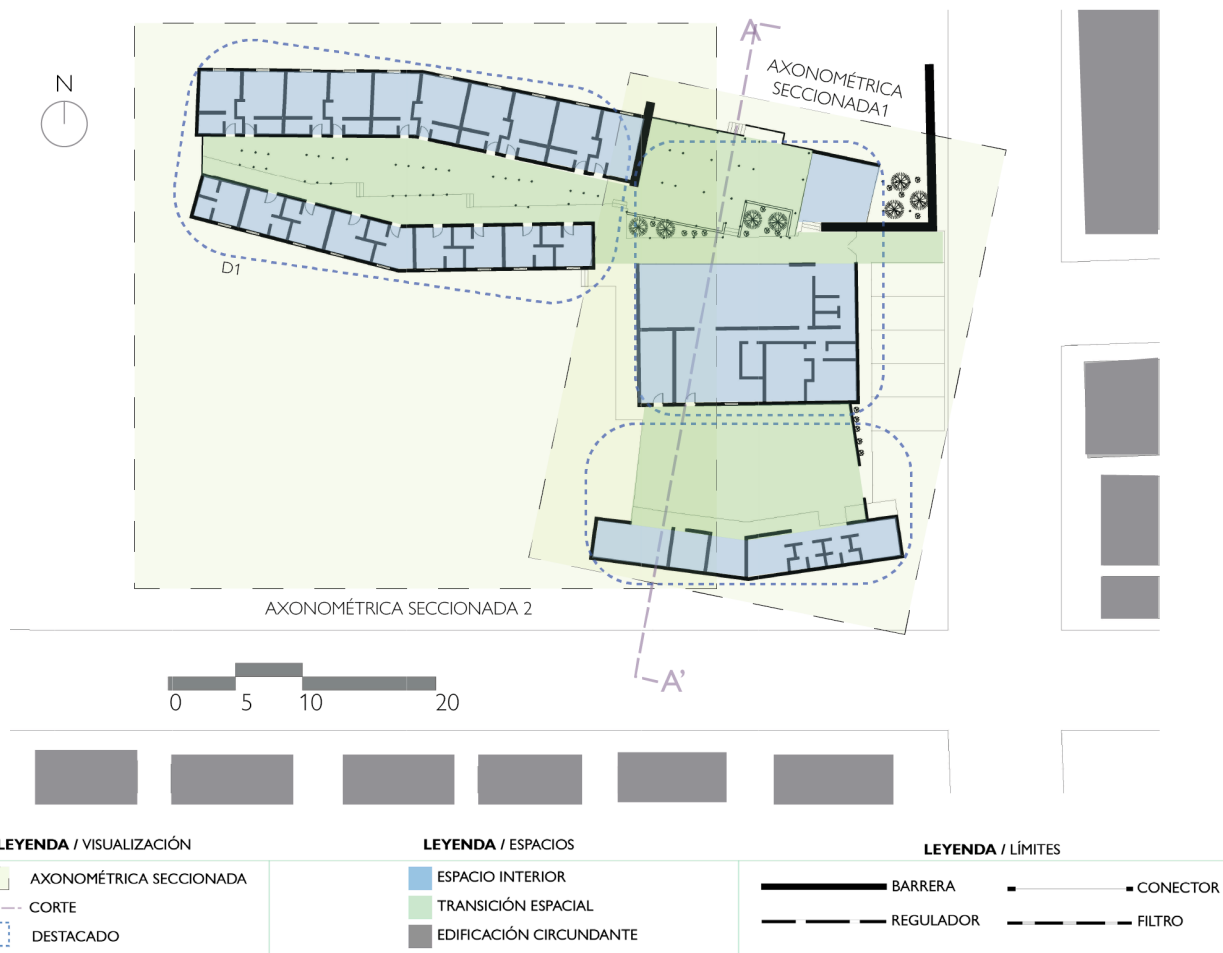 N
A
AXONOMÉTRICA
SECCIONADA1
D1
AXONOMÉTRICA SECCIONADA 2
A'
0 5 10 20
LEYENDA / VISUALIZACIÓN
AXONOMÉTRICA SECCIONADA
CORTE
DESTACADO
LEYENDA / ESPACIOS
ESPACIO INTERIOR
TRANSICIÓN ESPACIAL
EDIFICACIÓN CIRCUNDANTE
LEYENDA / LÍMITES
BARRERA
CONECTOR
REGULADOR
FILTRO